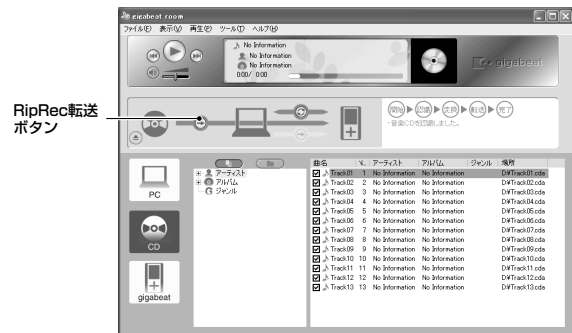 gigabeat room
ファイル(F) 表示(V) 再生(P) ツール(T) ヘルプ(H)
No Information
No Information
No Information
0:00/ 0:00
gigabeat
RipRec転送
ボタン
開始 認識 変換 転送 完了
・音楽CDを認識しました。
PC
CD
gigabeat
アーティスト
アルバム
ジャンル
曲名 V.. アーティスト アルバム ジャンル 場所
Track01 1 No Information No Information D:¥Track01.cda
Track02 2 No Information No Information D:¥Track02.cda
Track03 3 No Information No Information D:¥Track03.cda
Track04 4 No Information No Information D:¥Track04.cda
Track05 5 No Information No Information D:¥Track05.cda
Track06 6 No Information No Information D:¥Track06.cda
Track07 7 No Information No Information D:¥Track07.cda
Track08 8 No Information No Information D:¥Track08.cda
Track09 9 No Information No Information D:¥Track09.cda
Track10 10 No Information No Information D:¥Track10.cda
Track11 11 No Information No Information D:¥Track11.cda
Track12 12 No Information No Information D:¥Track12.cda
Track13 13 No Information No Information D:¥Track13.cda